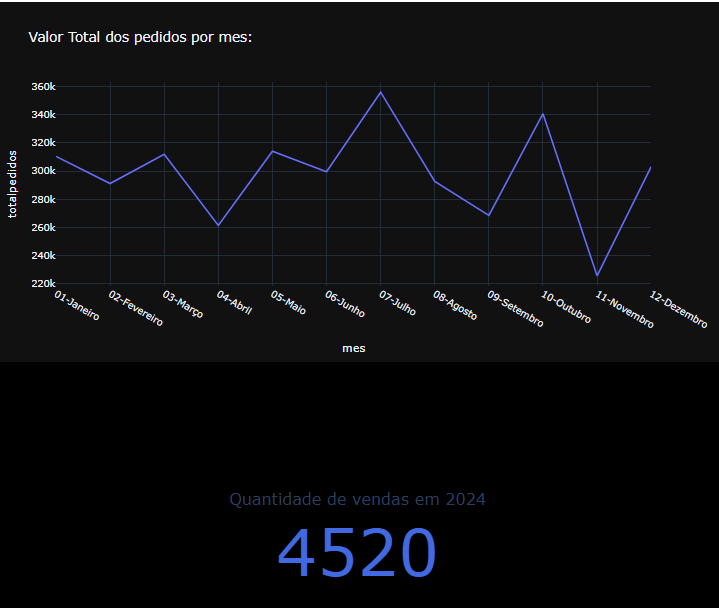 Valor Total dos pedidos por mes:
360k
340k
320k
300k
280k
260k
240k
220k
totalpedidos
01-Janeiro
02-Fevereiro
03-Março
04-Abril
05-Maio
06-Junho
07-Julho
08-Agosto
09-Setembro
10-Outubro
11-Novembro
12-Dezembro
mes
Quantidade de vendas em 2024
4520